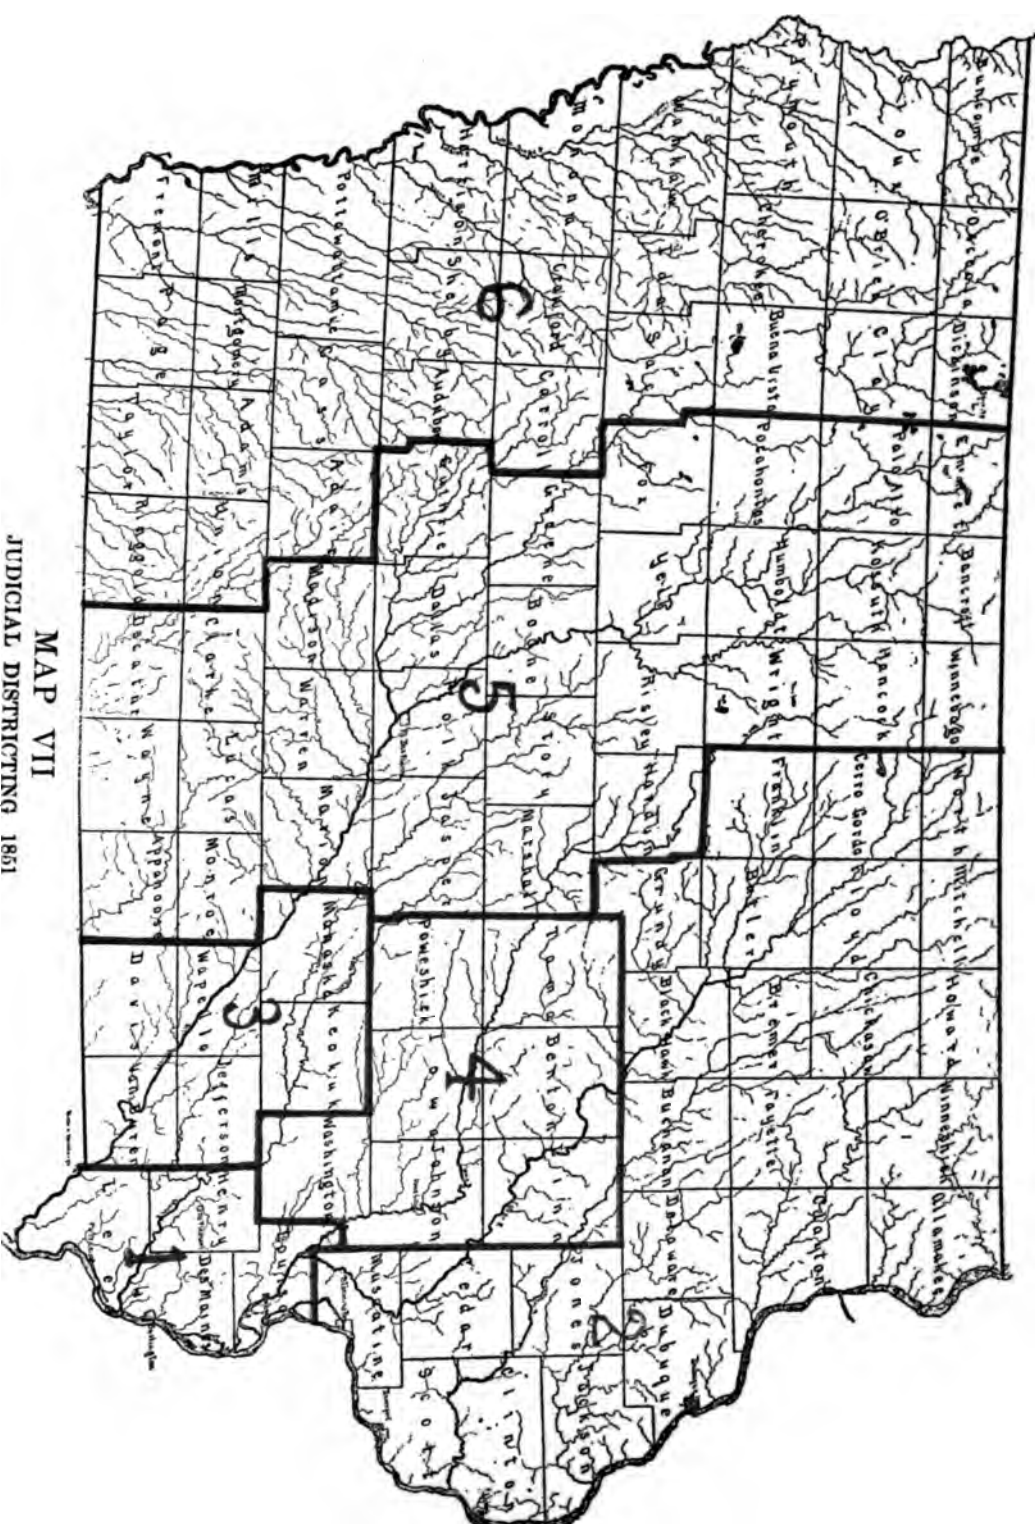 Buncombe
Osceola
Dickinson
Emmet
Bancroft
Winnebago
Worth
Mitchell
Howard
Winneshiek
Allamakee
Sioux
O'Brien
Clay
Palo Alto
Kossuth
Hancock
Cerro Gordo
Floyd
Chickasaw
Plymouth
Cherokee
Buena Vista
Pocahontas
Humboldt
Wright
Franklin
Butler
Bremer
Fayette
Clayton
Wahkaw
Ida
Sac
Fox
Yell
Risley
Hardin
Grundy
Black Hawk
Buchanan
Delaware
Dubuque
Monona
Crawford
Carroll
Greene
Boone
Story
Marshall
Tama
Benton
Linn
Jones
Jackson
Harrison
Shelby
Audubon
Guthrie
Dallas
Polk
Jasper
Poweshiek
Iowa
Johnson
Cedar
Clinton
Scott
Pottawattamie
Cass
Adair
Madison
Warren
Marion
Mahaska
Keokuk
Washington
Muscatine
Mills
Montgomery
Adams
Union
Clarke
Lucas
Monroe
Wapello
Jefferson
Henry
Louisa
Des Moines
Fremont
Page
Taylor
Ringgold
Decatur
Wayne
Appanoose
Davis
Van Buren
Lee
6
5
4
3
2
1
MAP VII
JUDICIAL DISTRICTING 1851